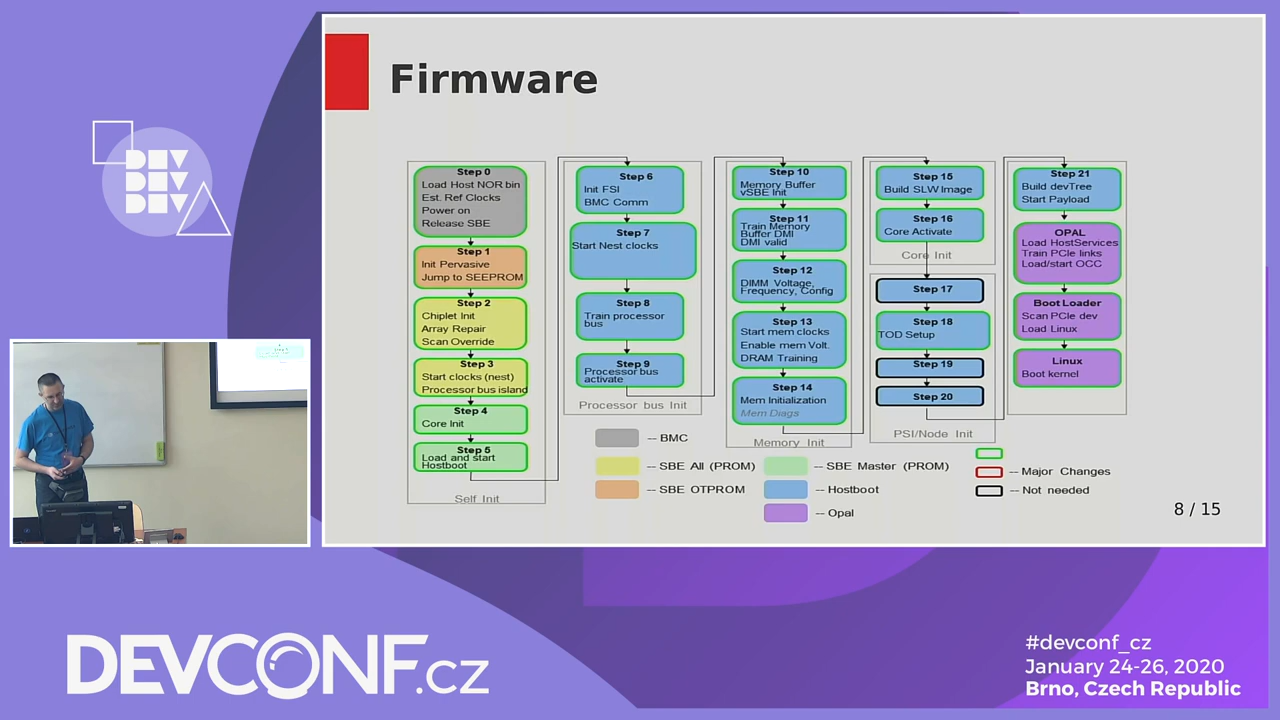 Firmware
DEV
DEV
DEV
Step 0
Load Host NOR bin
Est. Ref Clocks
Power on
Release SBE
Step 1
Init Pervasive
Jump to SEEPROM
Step 2
Chiplet Init
Array Repair
Scan Override
Step 3
Start clocks (nest)
Processor bus island
Step 4
Core Init
Step 5
Load and start
Hostboot
Self Init
Step 6
Init FSI
BMC Comm
Step 7
Start Nest clocks
Step 8
Train processor
bus
Step 9
Processor bus
activate
Processor bus Init
Step 10
Memory Buffer
vSBE Init
Step 11
Train Memory
Buffer DMI
DMI valid
Step 12
DIMM Voltage,
Frequency, Config
Step 13
Start mem clocks
Enable mem Volt.
DRAM Training
Step 14
Mem Initialization
Mem Diags
Memory Init
Step 15
Build SLW Image
Step 16
Core Activate
Core Init
Step 17
Step 18
TOD Setup
Step 19
Step 20
PSI/Node Init
Step 21
Build devTree
Start Payload
OPAL
Load HostServices
Train PCIe links
Load/start OCC
Boot Loader
Scan PCIe dev
Load Linux
Linux
Boot kernel
-- BMC
-- SBE All (PROM)
-- SBE OTPROM
-- SBE Master (PROM)
-- Hostboot
-- Opal
-- Major Changes
-- Not needed
8 / 15
DEVCONF.cz
#devconf_cz
January 24-26, 2020
Brno, Czech Republic